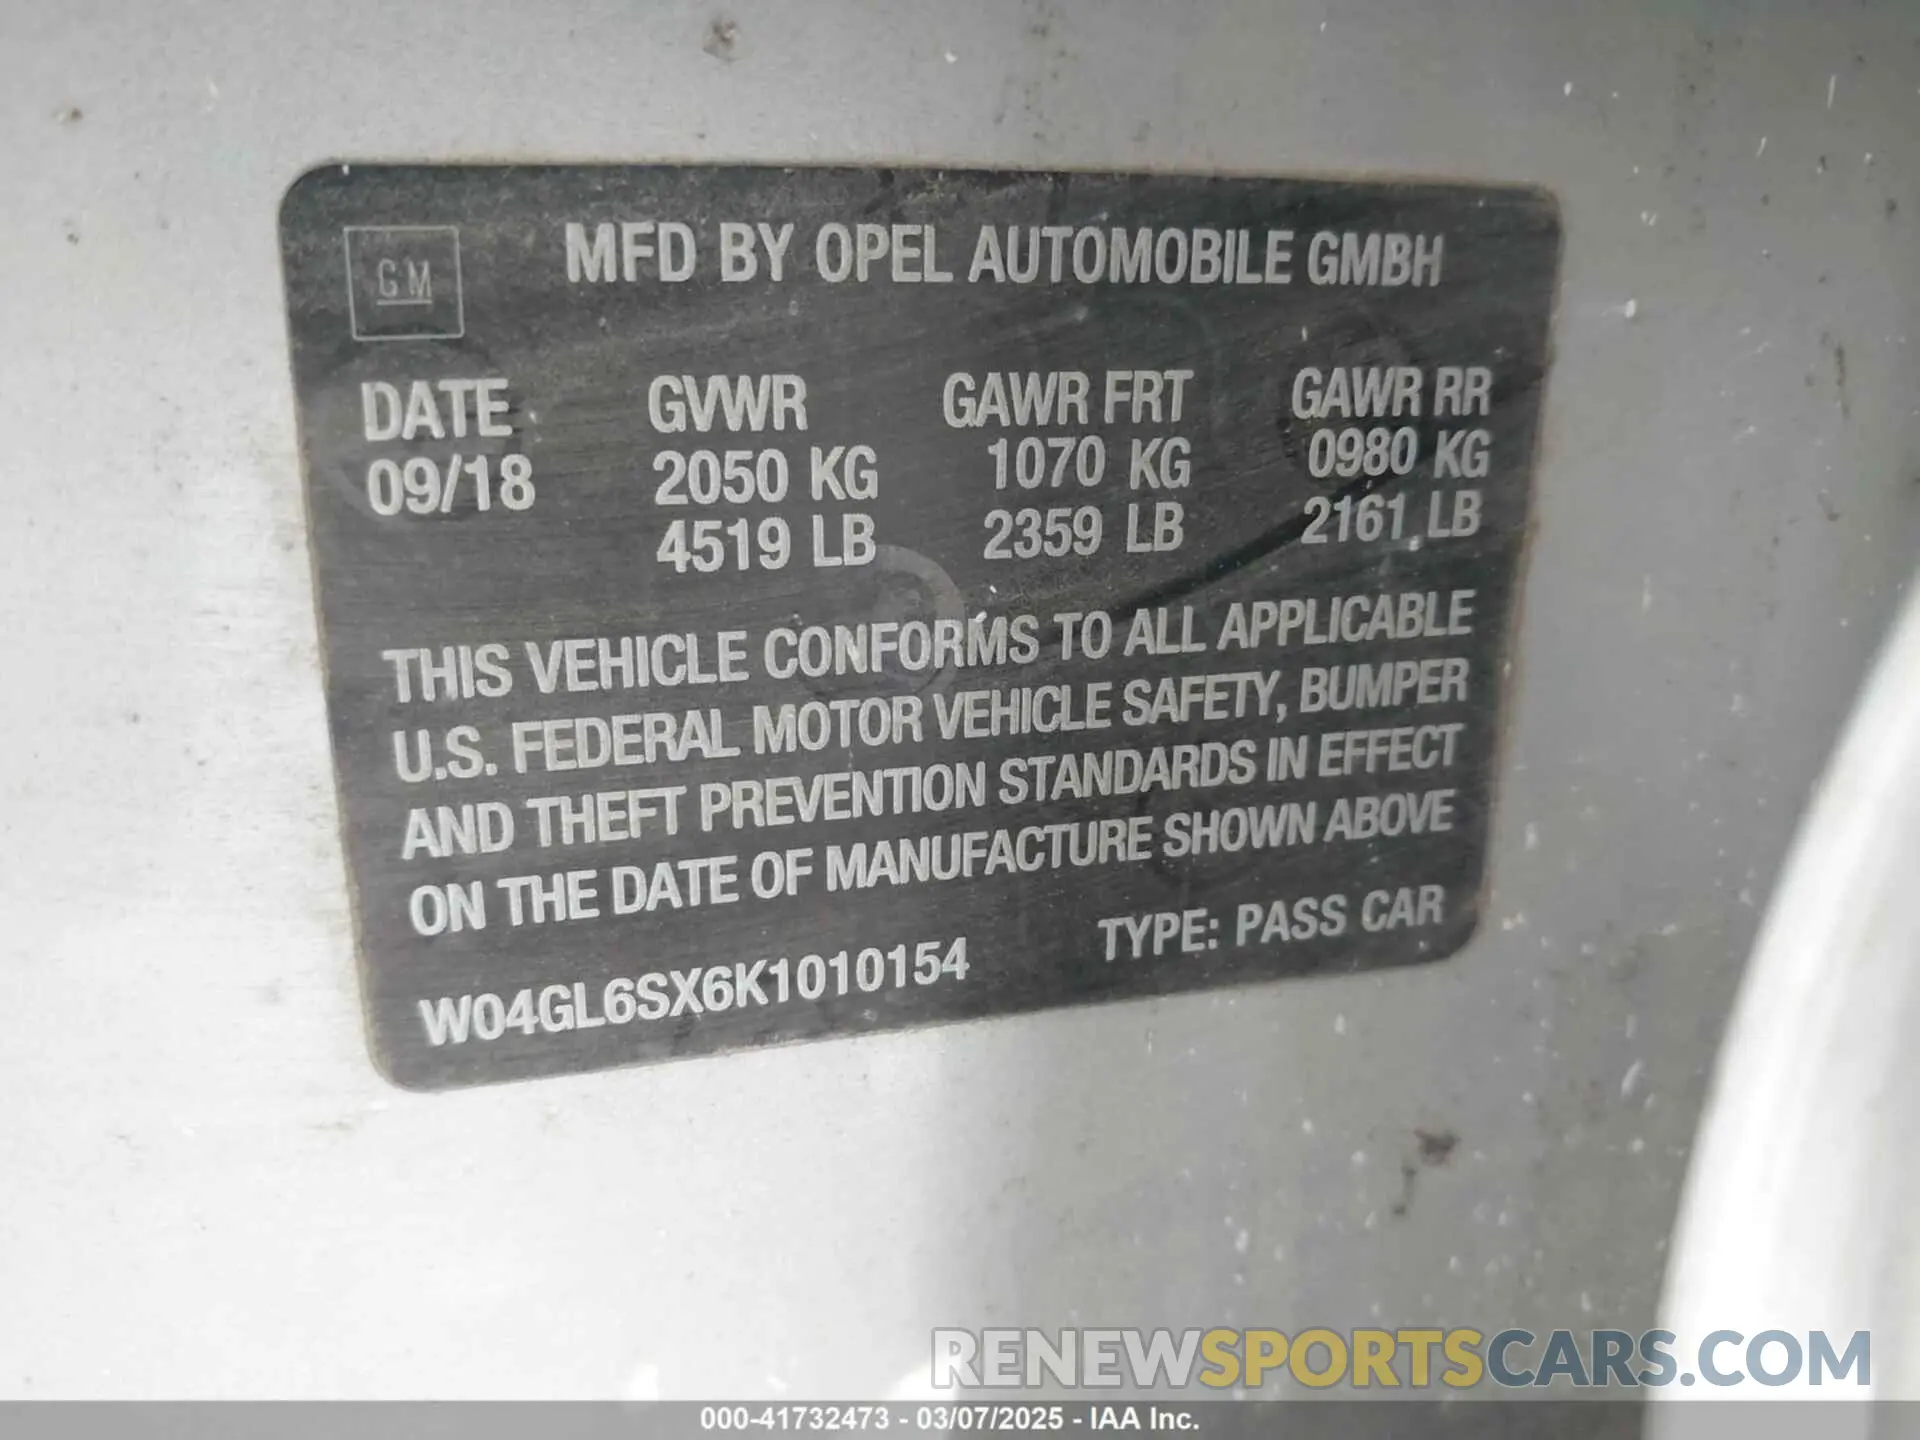 GM
MFD BY OPEL AUTOMOBILE GMBH
DATE GVWR GAWR FRT GAWR RR
09/18 2050 KG 1070 KG 0980 KG
4519 LB 2359 LB 2161 LB
THIS VEHICLE CONFORMS TO ALL APPLICABLE
U.S. FEDERAL MOTOR VEHICLE SAFETY, BUMPER
AND THEFT PREVENTION STANDARDS IN EFFECT
ON THE DATE OF MANUFACTURE SHOWN ABOVE
W04GL6SX6K1010154 TYPE: PASS CAR
RENEWSPORTSCARS.COM
000-41732473 - 03/07/2025 - IAA Inc.